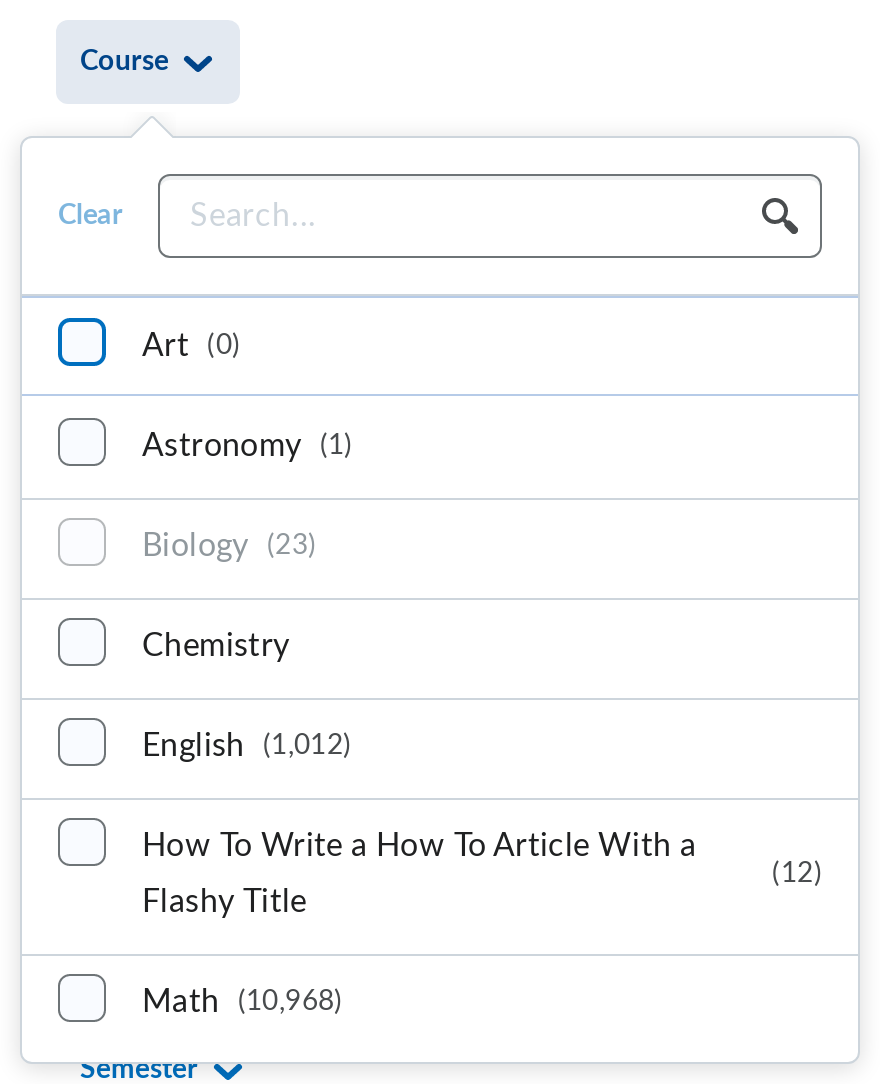 Course
Clear
Search...
Art (0)
Astronomy (1)
Biology (23)
Chemistry
English (1,012)
How To Write a How To Article With a
Flashy Title
(12)
Math (10,968)
Semester